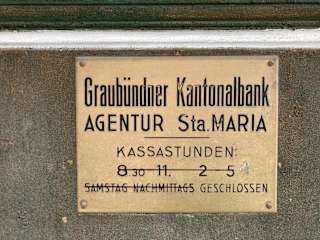 Graubündner Kantonalbank
AGENTUR Sta. MARIA
KASSASTUNDEN:
8.30 11. 2 5
SAMSTAG NACHMITTAGS GESCHLOSSEN